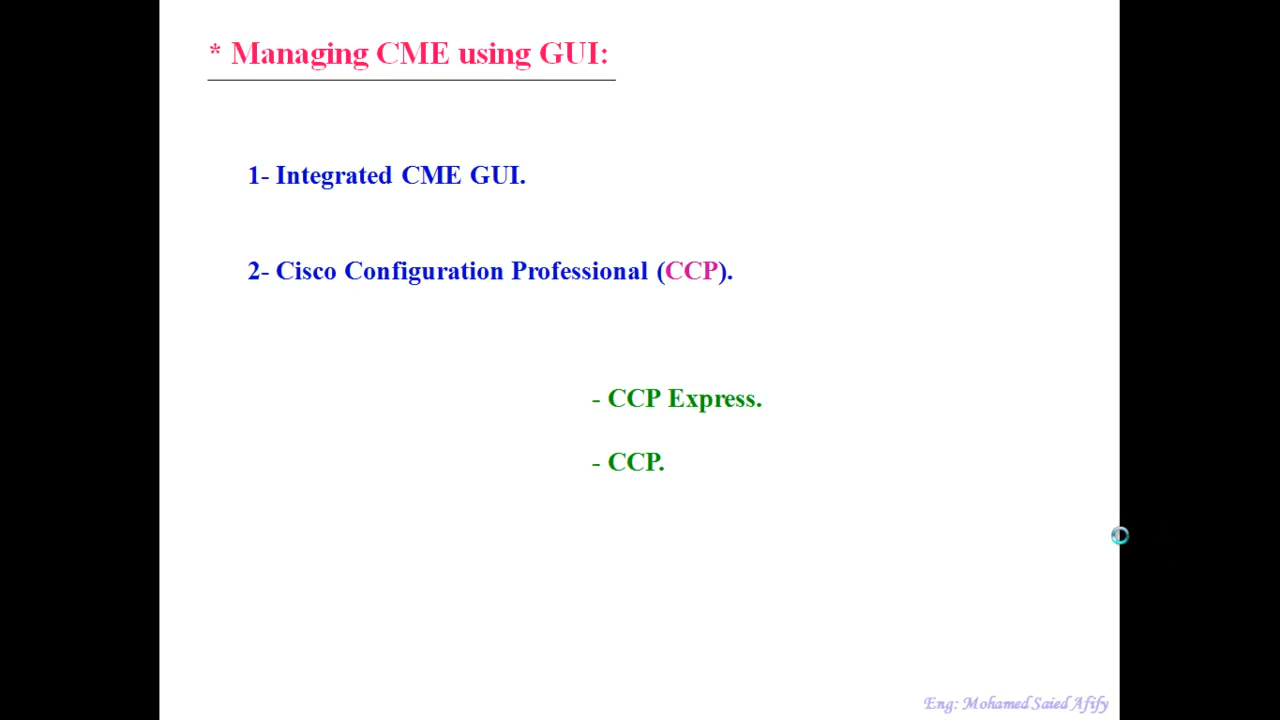 * Managing CME using GUI:
1- Integrated CME GUI.
2- Cisco Configuration Professional (CCP).
- CCP Express.
- CCP.
Eng: Mohamed Saied Afify